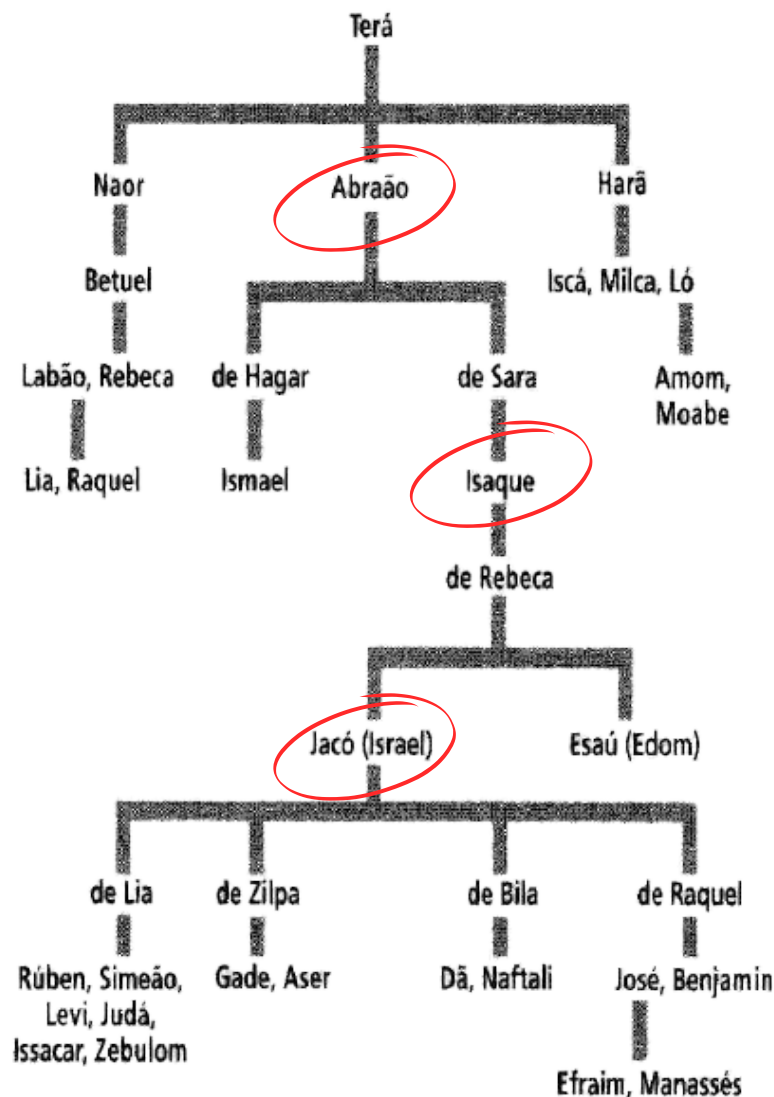 Terá
Naor
Abraão
Harã
Betuel
Iscá, Milca, Ló
Labão, Rebeca
de Hagar
de Sara
Amom,
Moabe
Lia, Raquel
Ismael
Isaque
de Rebeca
Jacó (Israel)
Esaú (Edom)
de Lia
de Zilpa
de Bila
de Raquel
Rúben, Simeão,
Levi, Judá,
Issacar, Zebulom
Gade, Aser
Dã, Naftali
José, Benjamin
Efraim, Manassés